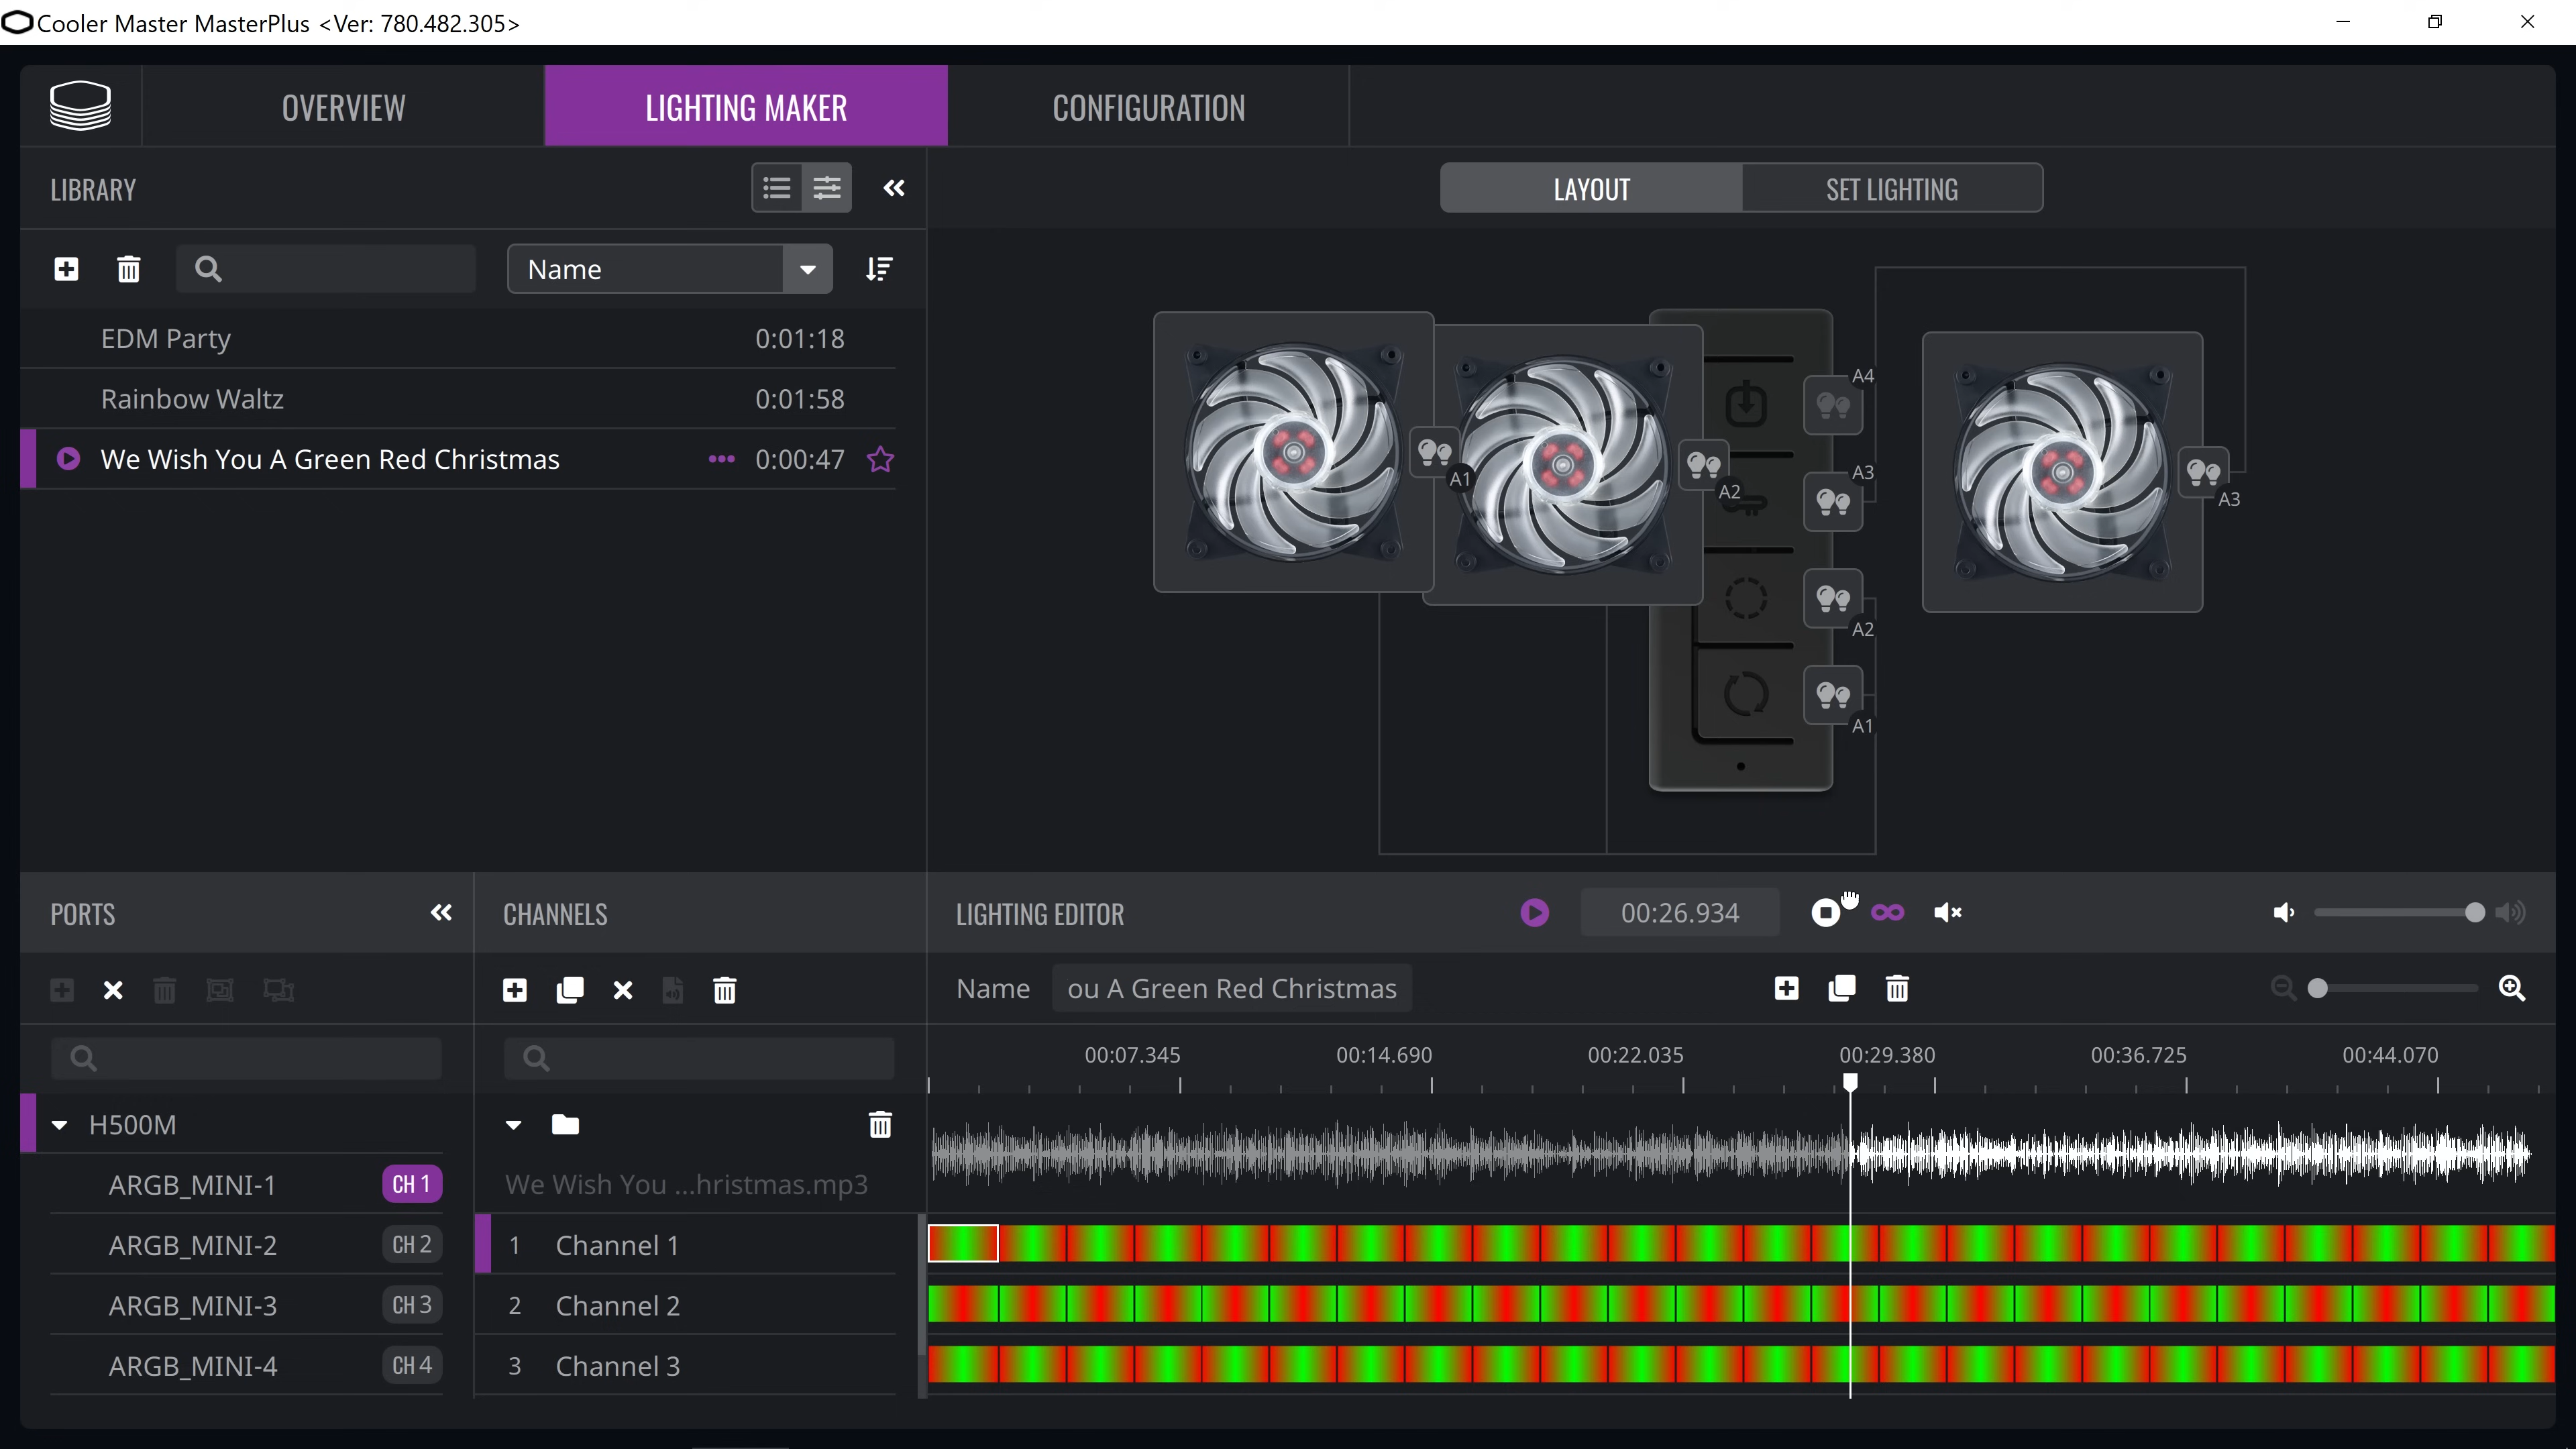 Cooler Master MasterPlus <Ver: 780.482.305>
OVERVIEW
LIGHTING MAKER
CONFIGURATION
LIBRARY
LAYOUT
SET LIGHTING
Name
EDM Party 0:01:18
Rainbow Waltz 0:01:58
We Wish You A Green Red Christmas 0:00:47
A1
A2
A4
A3
A2
A1
A3
PORTS
CHANNELS
LIGHTING EDITOR
00:26.934
Name ou A Green Red Christmas
00:07.345 00:14.690 00:22.035 00:29.380 00:36.725 00:44.070
H500M
ARGB_MINI-1 CH 1
ARGB_MINI-2 CH 2
ARGB_MINI-3 CH 3
ARGB_MINI-4 CH 4
We Wish You ...hristmas.mp3
1 Channel 1
2 Channel 2
3 Channel 3